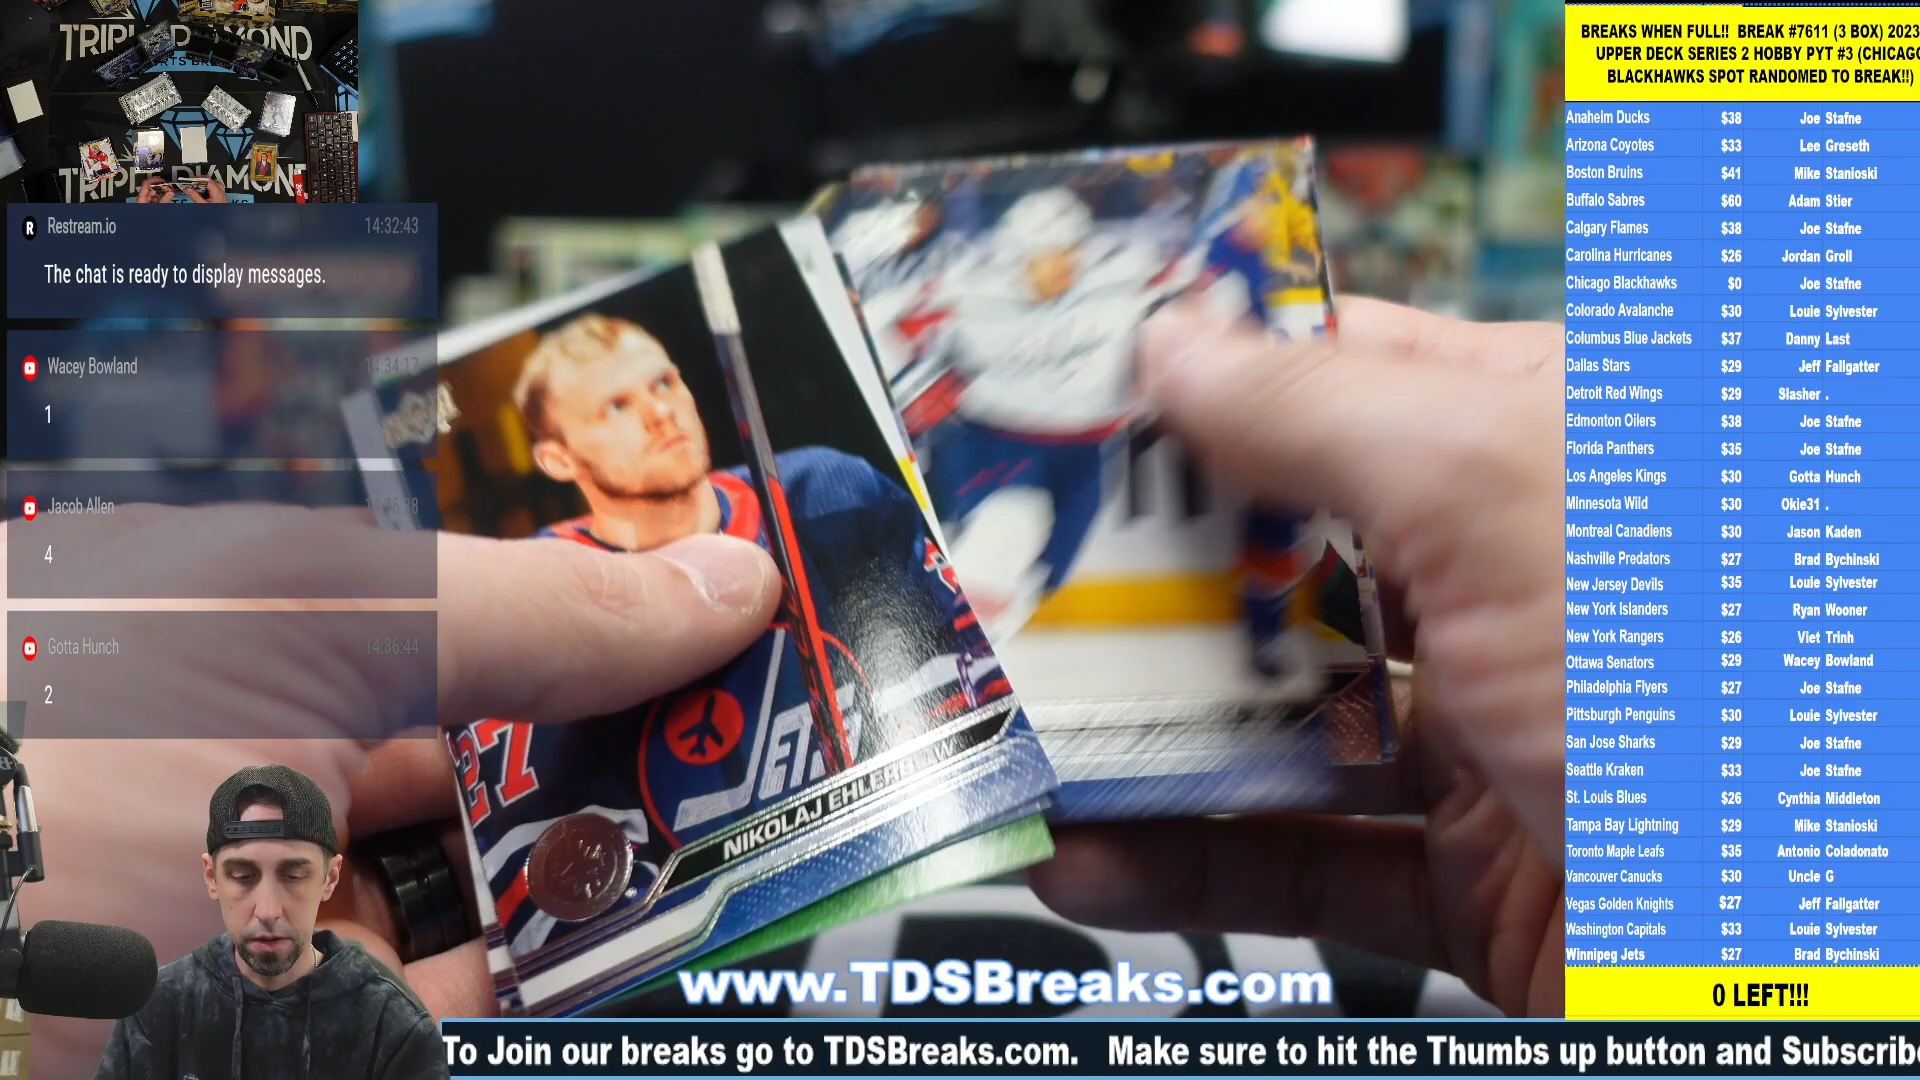 TRIPLE DIAMOND
TRIPLE DIAMOND
Restream.io 14:32:43
The chat is ready to display messages.
Wacey Bowland
1
Jacob Allen
4
Gotta Hunch 14:36:44
2
27
JETS
NIKOLAJ EHLERS
www.TDSBreaks.com
To Join our breaks go to TDSBreaks.com. Make sure to hit the Thumbs up button and Subscribe
BREAKS WHEN FULL!! BREAK #7611 (3 BOX) 2023
UPPER DECK SERIES 2 HOBBY PYT #3 (CHICAGO
BLACKHAWKS SPOT RANDOMED TO BREAK!!)
Anaheim Ducks $38 Joe Stafne
Arizona Coyotes $33 Lee Greseth
Boston Bruins $41 Mike Stanioski
Buffalo Sabres $60 Adam Stier
Calgary Flames $38 Joe Stafne
Carolina Hurricanes $26 Jordan Groll
Chicago Blackhawks $0 Joe Stafne
Colorado Avalanche $30 Louie Sylvester
Columbus Blue Jackets $37 Danny Last
Dallas Stars $29 Jeff Fallgatter
Detroit Red Wings $29 Slasher .
Edmonton Oilers $38 Joe Stafne
Florida Panthers $35 Joe Stafne
Los Angeles Kings $30 Gotta Hunch
Minnesota Wild $30 Okie31 .
Montreal Canadiens $30 Jason Kaden
Nashville Predators $27 Brad Bychinski
New Jersey Devils $35 Louie Sylvester
New York Islanders $27 Ryan Wooner
New York Rangers $26 Viet Trinh
Ottawa Senators $29 Wacey Bowland
Philadelphia Flyers $27 Joe Stafne
Pittsburgh Penguins $30 Louie Sylvester
San Jose Sharks $29 Joe Stafne
Seattle Kraken $33 Joe Stafne
St. Louis Blues $26 Cynthia Middleton
Tampa Bay Lightning $29 Mike Stanioski
Toronto Maple Leafs $35 Antonio Coladonato
Vancouver Canucks $30 Uncle G
Vegas Golden Knights $27 Jeff Fallgatter
Washington Capitals $33 Louie Sylvester
Winnipeg Jets $27 Brad Bychinski
0 LEFT!!!